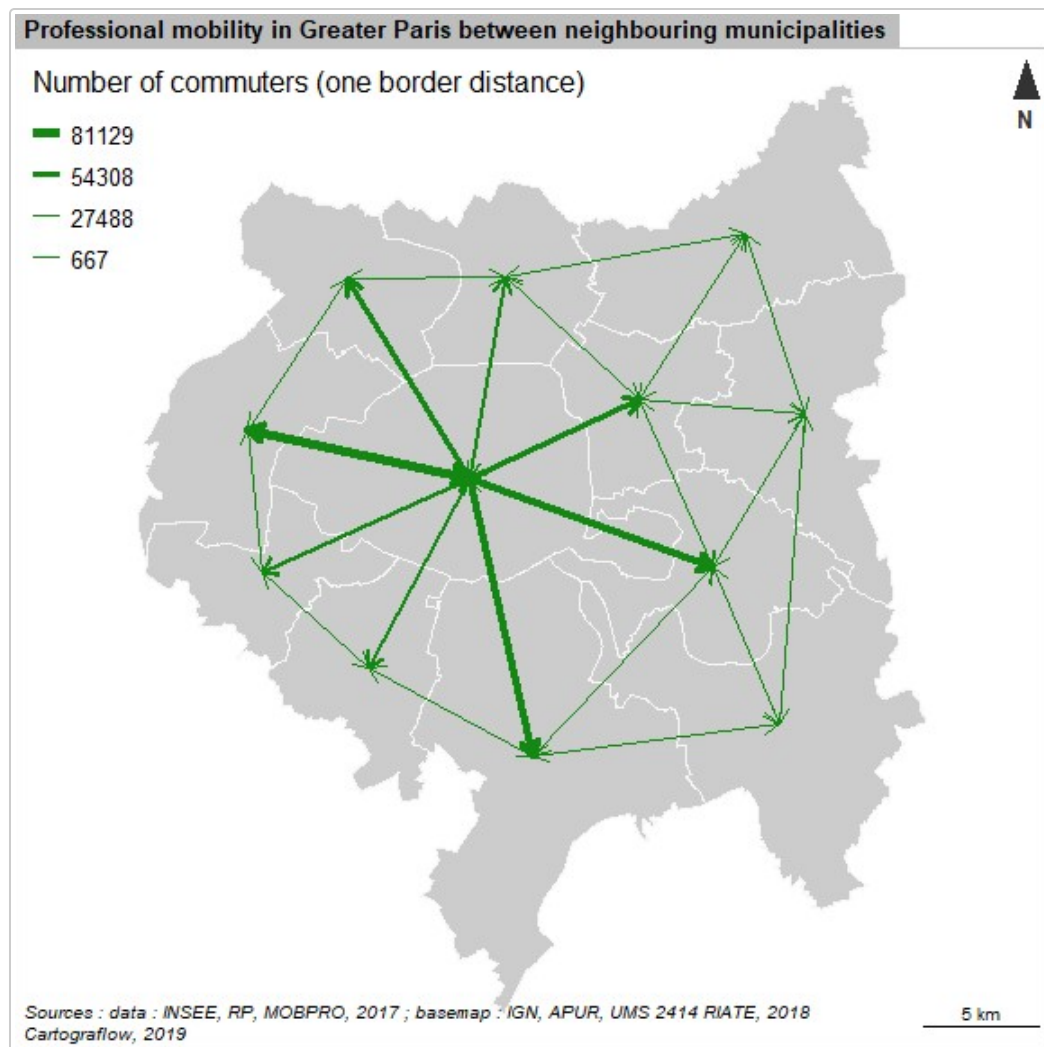 Professional mobility in Greater Paris between neighbouring municipalities
Number of commuters (one border distance)
81129
54308
27488
667
N
Sources : data : INSEE, RP, MOBPRO, 2017 ; basemap : IGN, APUR, UMS 2414 RIATE, 2018
Cartograflow, 2019
5 km